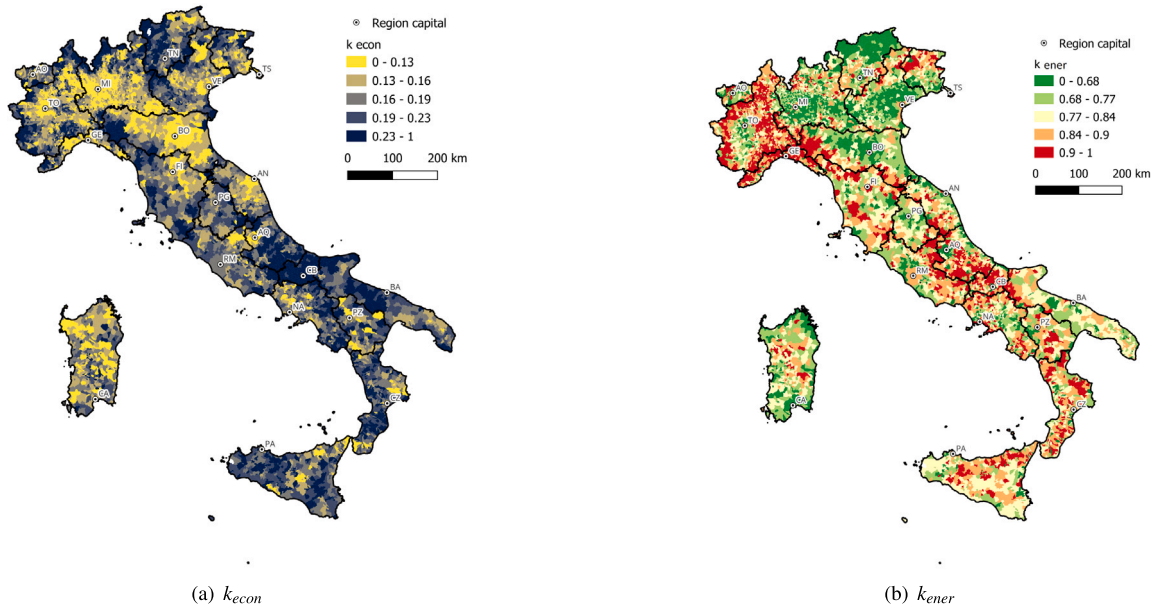 Region capital
k econ
0 - 0.13
0.13 - 0.16
0.16 - 0.19
0.19 - 0.23
0.23 - 1
0 100 200 km
AO
TO
MI
TN
VE
TS
GE
BO
FI
AN
PG
AQ
RM
CB
NA
BA
PZ
CA
CZ
PA
(a) k_econ
Region capital
k ener
0 - 0.68
0.68 - 0.77
0.77 - 0.84
0.84 - 0.9
0.9 - 1
0 100 200 km
AO
TO
MI
TN
VE
TS
GE
BO
FI
AN
PG
AQ
RM
CB
NA
BA
PZ
CA
CZ
PA
(b) k_ener